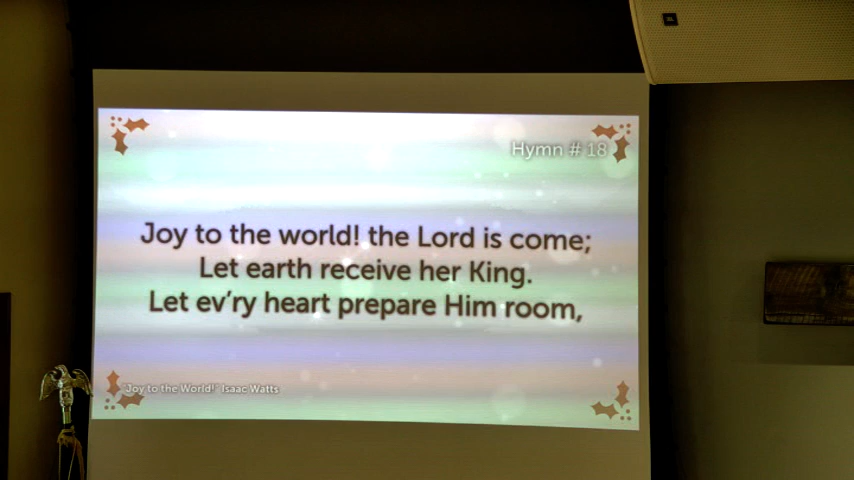 Hymn # 18
Joy to the world! the Lord is come;
Let earth receive her King.
Let ev’ry heart prepare Him room,
"Joy to the World!" Isaac Watts